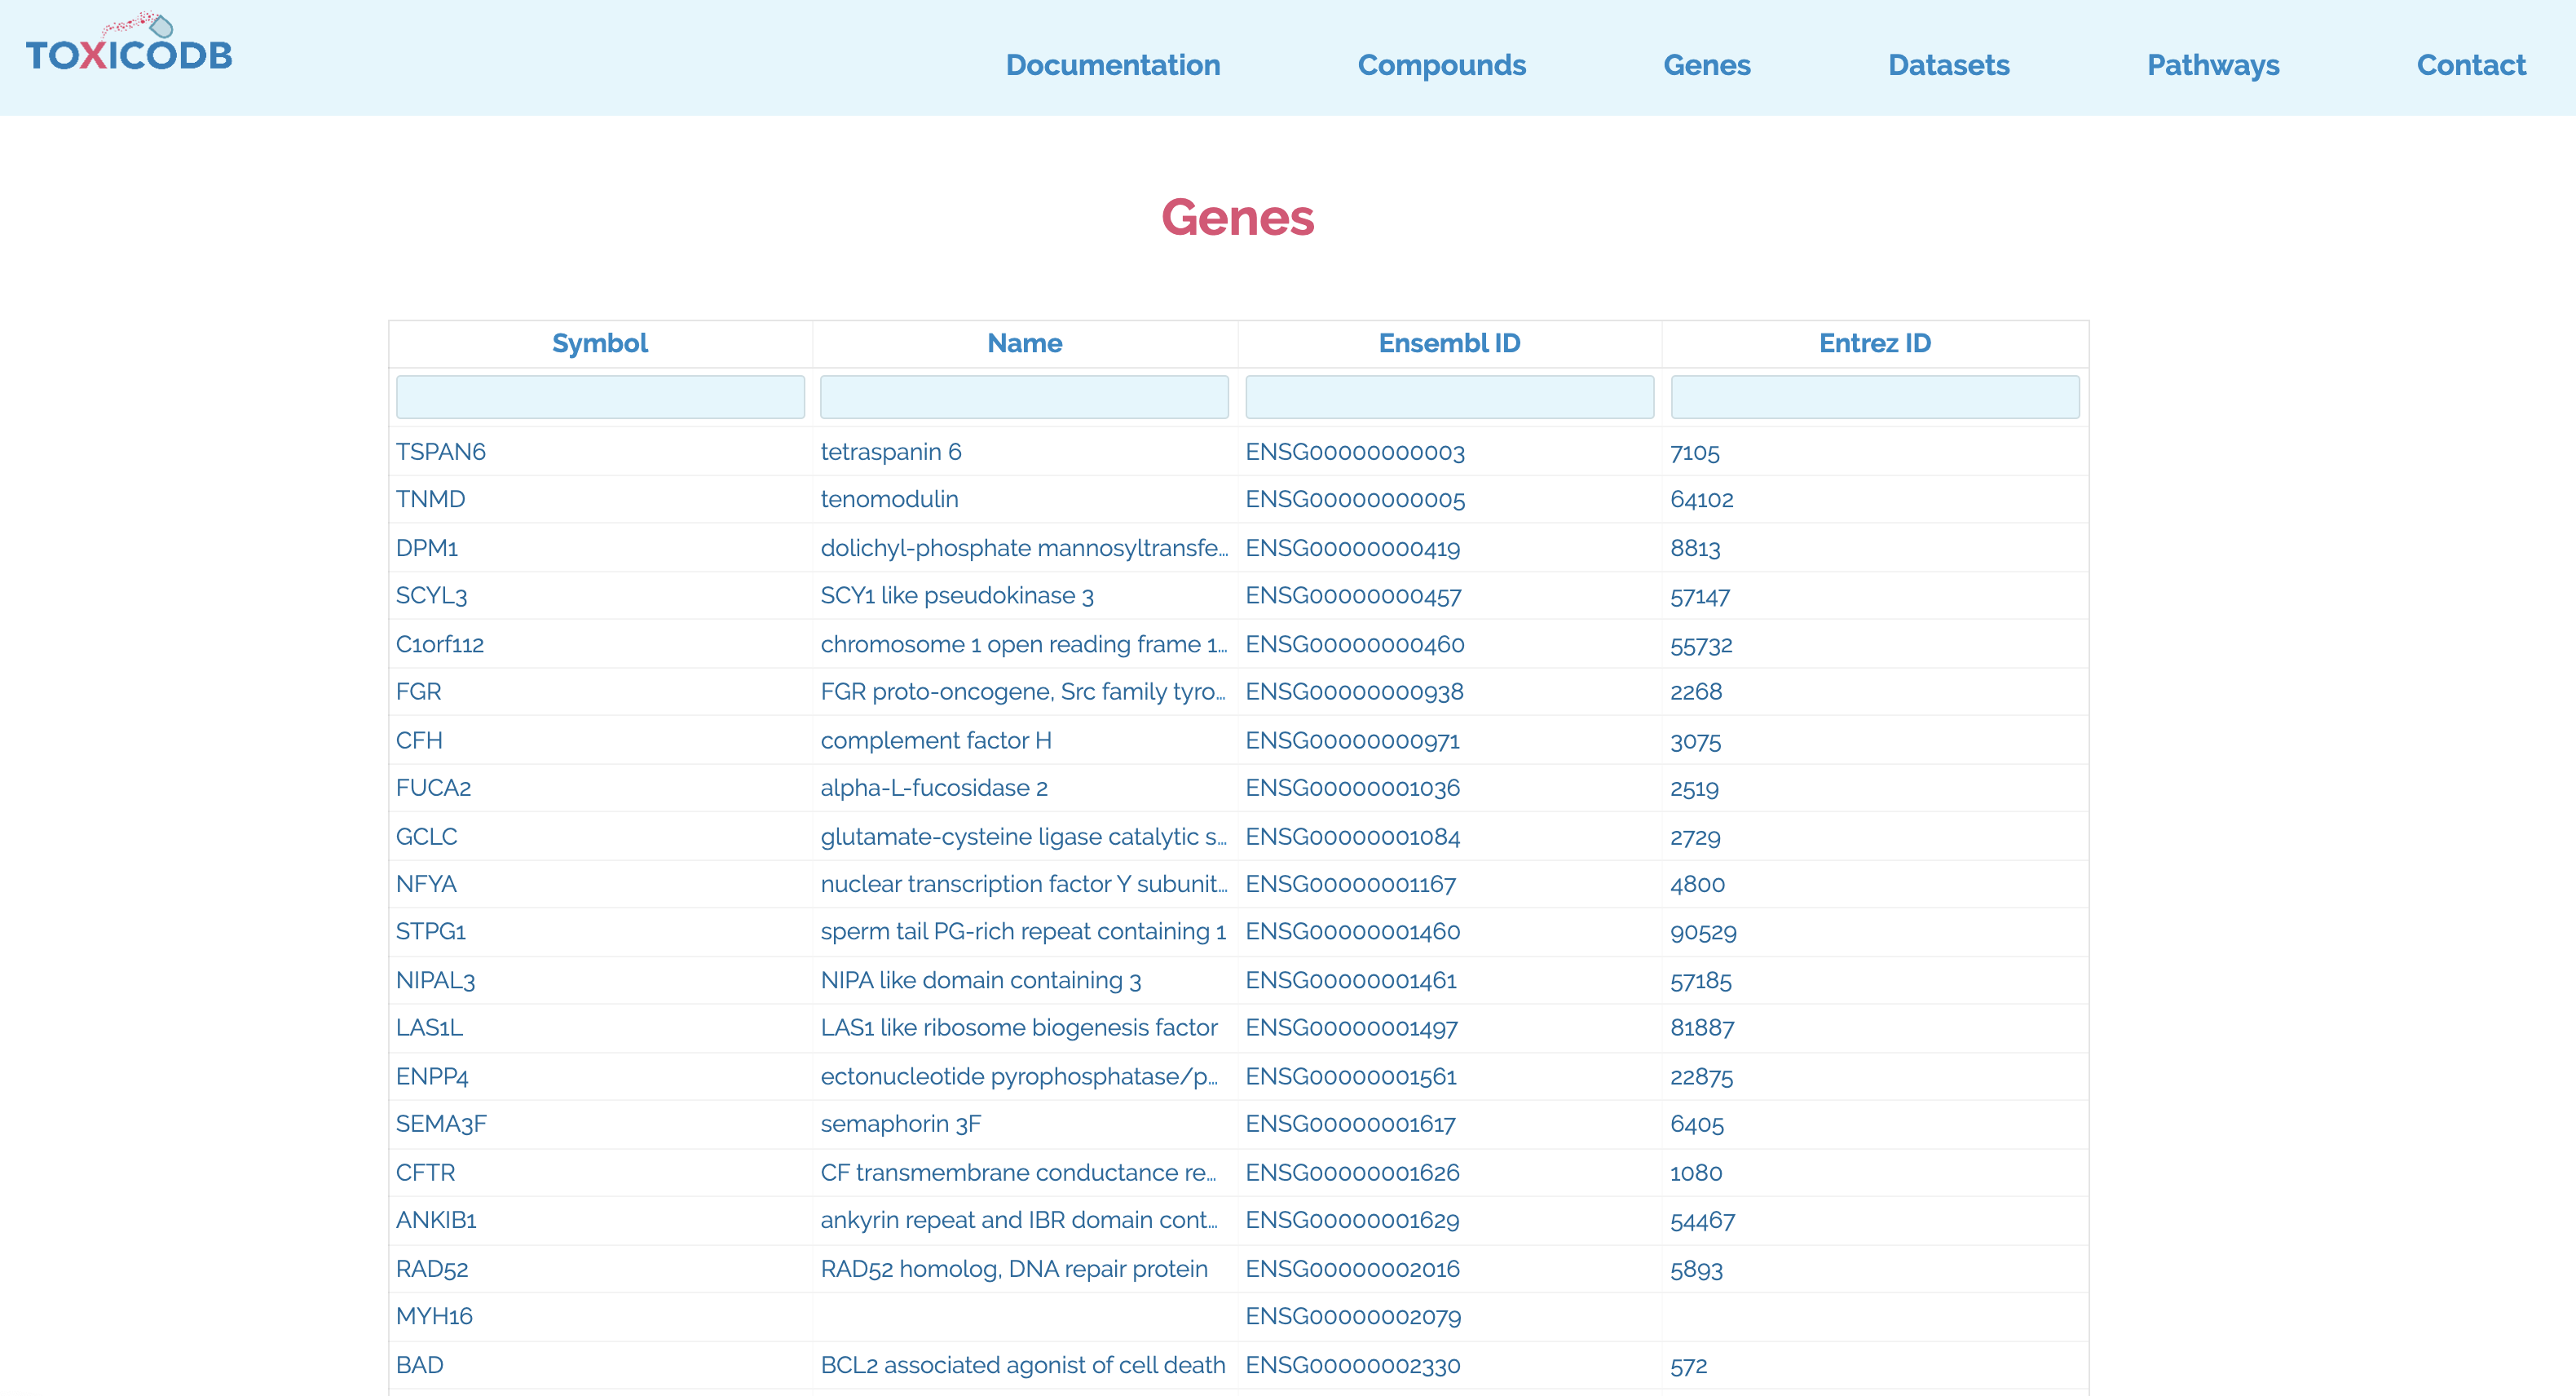 TOXICODB
Documentation Compounds Genes Datasets Pathways Contact
Genes
Symbol Name Ensembl ID Entrez ID
TSPAN6 tetraspanin 6 ENSG00000000003 7105
TNMD tenomodulin ENSG00000000005 64102
DPM1 dolichyl-phosphate mannosyltransfe... ENSG00000000419 8813
SCYL3 SCY1 like pseudokinase 3 ENSG00000000457 57147
C1orf112 chromosome 1 open reading frame 1... ENSG00000000460 55732
FGR FGR proto-oncogene, Src family tyro... ENSG00000000938 2268
CFH complement factor H ENSG00000000971 3075
FUCA2 alpha-L-fucosidase 2 ENSG00000001036 2519
GCLC glutamate-cysteine ligase catalytic s... ENSG00000001084 2729
NFYA nuclear transcription factor Y subunit... ENSG00000001167 4800
STPG1 sperm tail PG-rich repeat containing 1 ENSG00000001460 90529
NIPAL3 NIPA like domain containing 3 ENSG00000001461 57185
LAS1L LAS1 like ribosome biogenesis factor ENSG00000001497 81887
ENPP4 ectonucleotide pyrophosphatase/p... ENSG00000001561 22875
SEMA3F semaphorin 3F ENSG00000001617 6405
CFTR CF transmembrane conductance re... ENSG00000001626 1080
ANKIB1 ankyrin repeat and IBR domain cont... ENSG00000001629 54467
RAD52 RAD52 homolog, DNA repair protein ENSG00000002016 5893
MYH16 ENSG00000002079
BAD BCL2 associated agonist of cell death ENSG00000002330 572